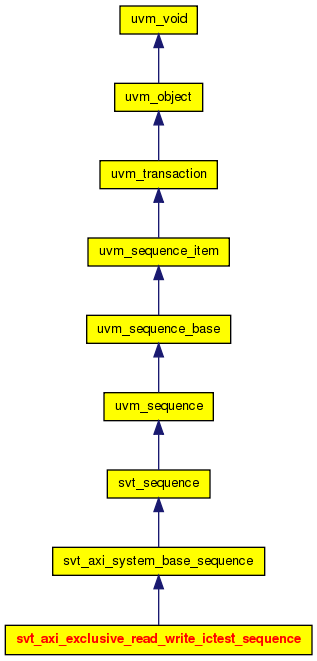 uvm_void
uvm_object
uvm_transaction
uvm_sequence_item
uvm_sequence_base
uvm_sequence
svt_sequence
svt_axi_system_base_sequence
svt_axi_exclusive_read_write_ictest_sequence